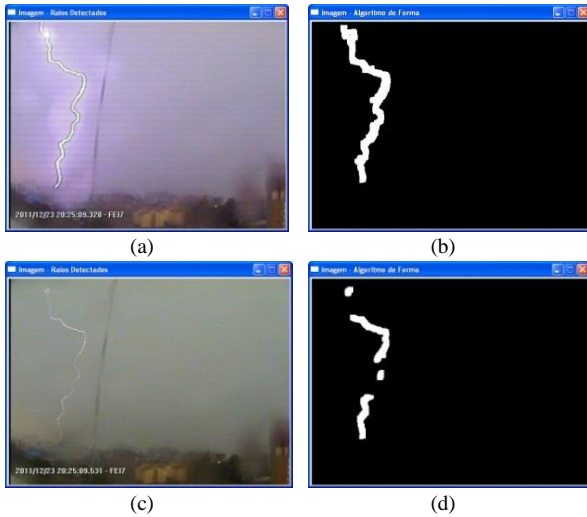 Imagem - Raios Detectados
Imagem - Algoritmo de Forma
2011/12/23 20:25:09.328 - FEI7
(a)
(b)
Imagem - Raios Detectados
Imagem - Algoritmo de Forma
2011/12/23 20:25:09.531 - FEI7
(c)
(d)